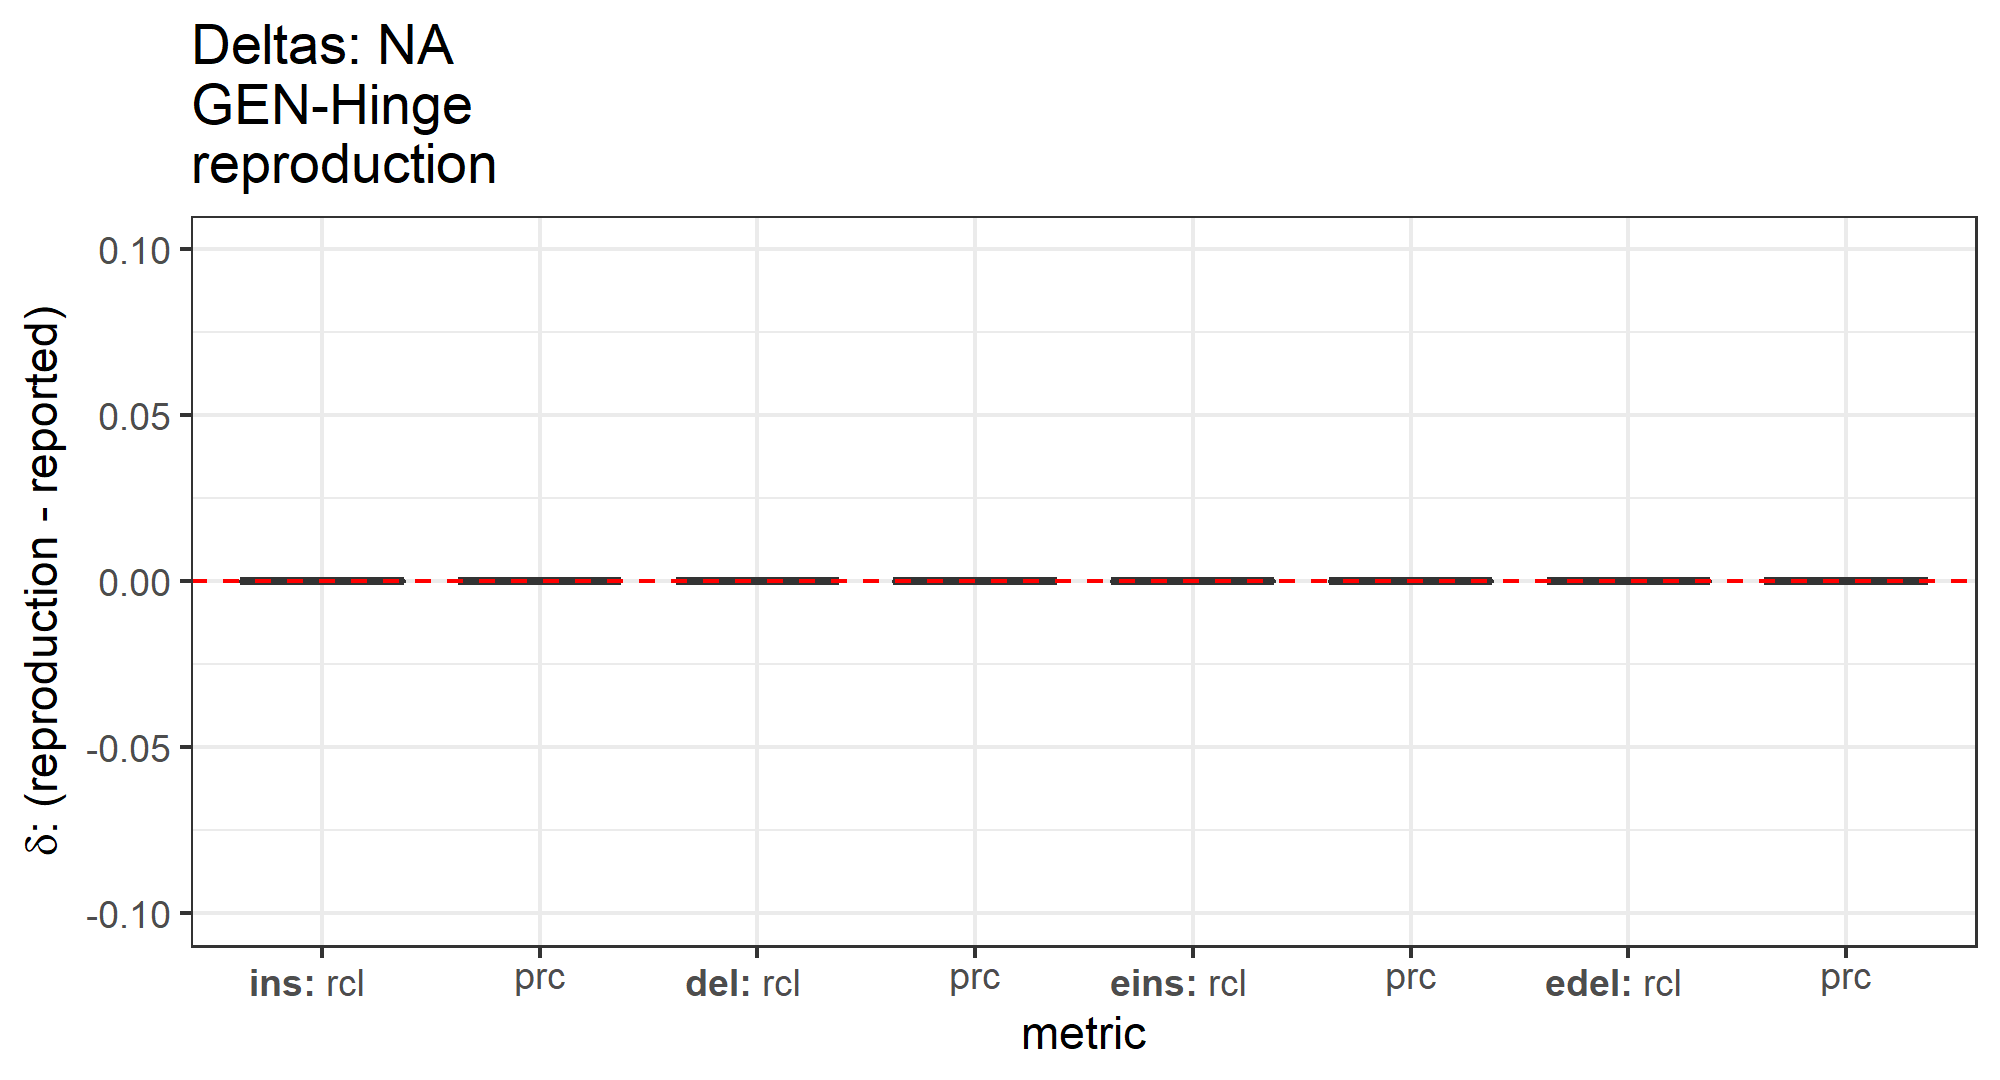 Deltas: NA
GEN-Hinge
reproduction
δ: (reproduction - reported)
0.10
0.05
0.00
-0.05
-0.10
ins: rcl prc del: rcl prc eins: rcl prc edel: rcl prc
metric